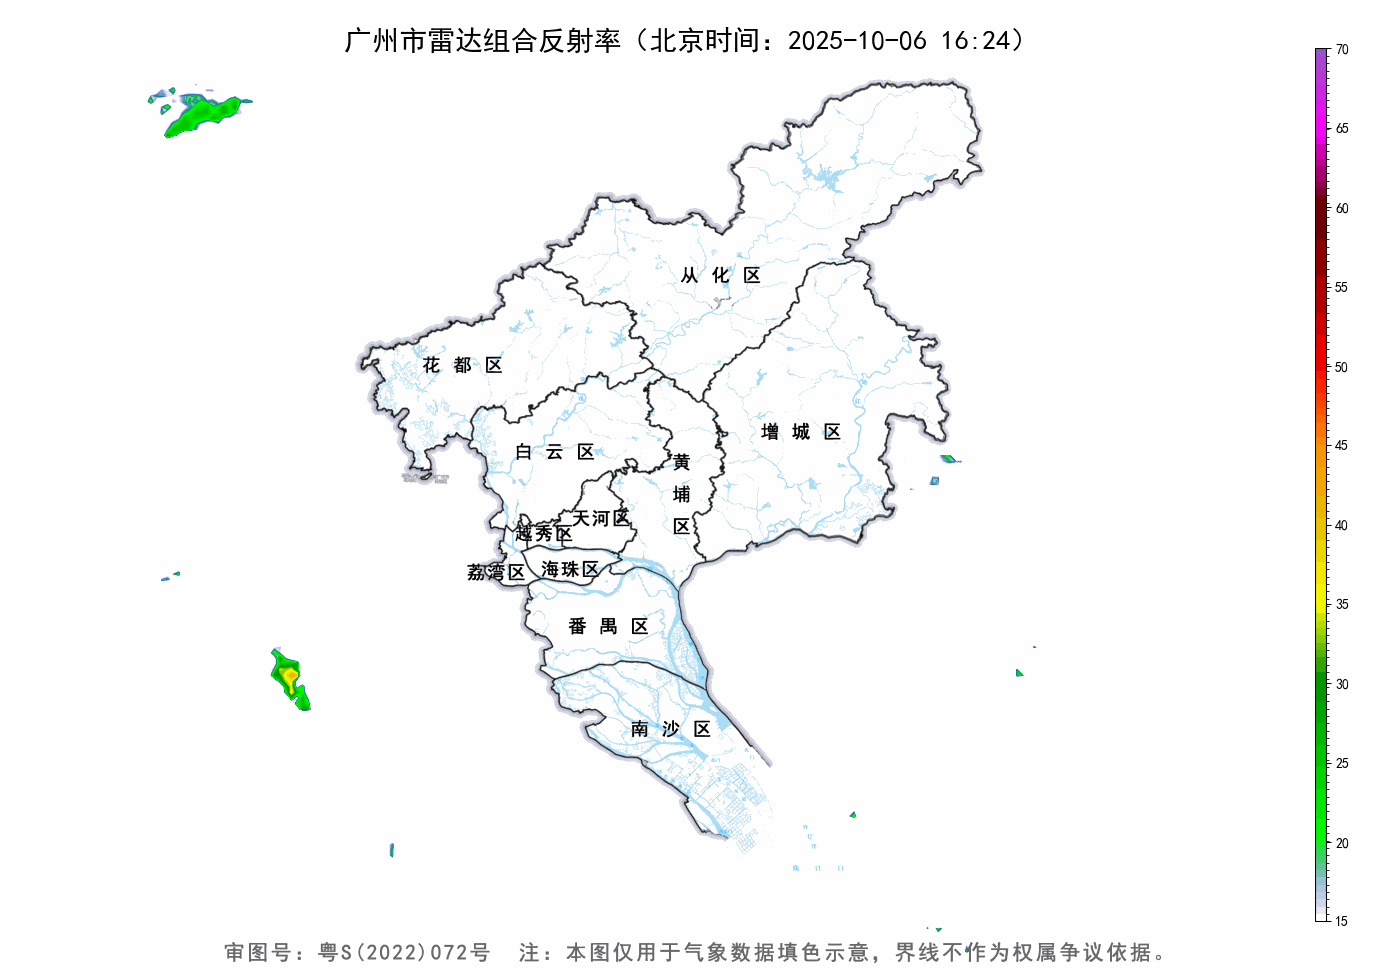 广州市雷达组合反射率（北京时间：2025-10-06 16:24）
70
65
60
55
50
45
40
35
30
25
20
15
从化区
花都区
增城区
白云区
黄埔区
天河区
越秀区
荔湾区
海珠区
番禺区
南沙区
审图号：粤S(2022)072号 注：本图仅用于气象数据填色示意，界线不作为权属争议依据。